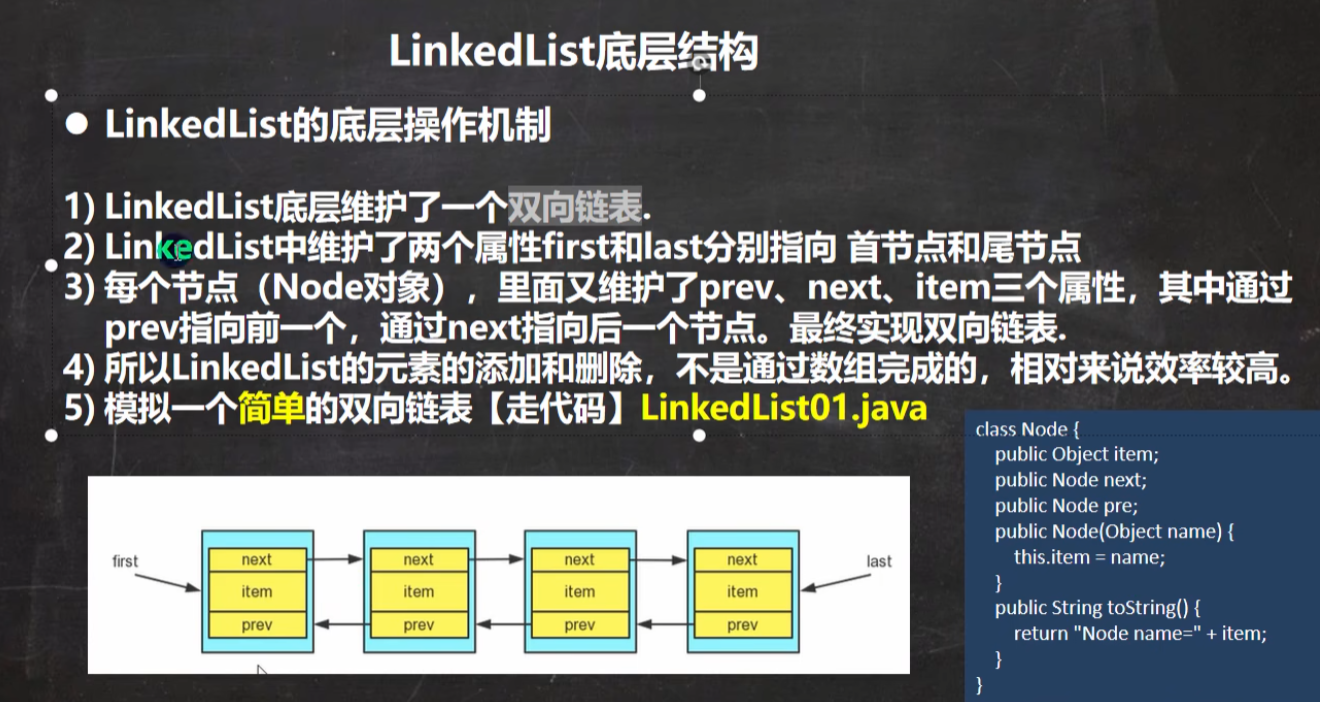 LinkedList底层结构
● LinkedList的底层操作机制
1) LinkedList底层维护了一个双向链表.
2) LinkedList中维护了两个属性first和last分别指向 首节点和尾节点
3) 每个节点（Node对象），里面又维护了prev、next、item三个属性，其中通过
prev指向前一个，通过next指向后一个节点。最终实现双向链表.
4) 所以LinkedList的元素的添加和删除，不是通过数组完成的，相对来说效率较高。
5) 模拟一个简单的双向链表【走代码】LinkedList01.java
class Node {
public Object item;
public Node next;
public Node pre;
public Node(Object name) {
this.item = name;
}
public String toString() {
return "Node name=" + item;
}
}
first
next next next next
last
item item item item
prev prev prev prev